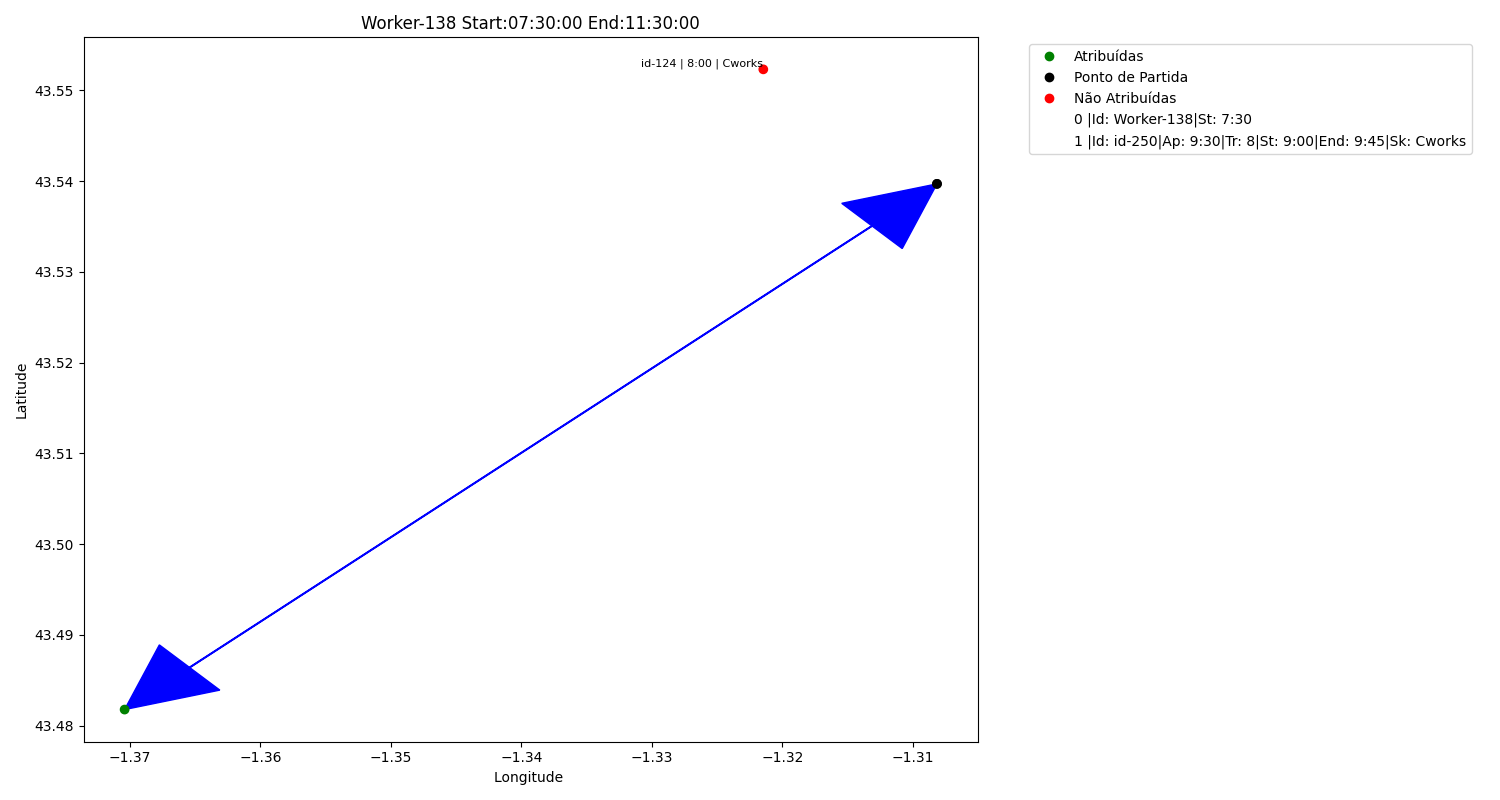 Worker-138 Start:07:30:00 End:11:30:00
id-124 | 8:00 | Cworks
Atribuídas
Ponto de Partida
Não Atribuídas
0 |Id: Worker-138|St: 7:30
1 |Id: id-250|Ap: 9:30|Tr: 8|St: 9:00|End: 9:45|Sk: Cworks
Latitude
43.55
43.54
43.53
43.52
43.51
43.50
43.49
43.48
−1.37
−1.36
−1.35
−1.34
−1.33
−1.32
−1.31
Longitude